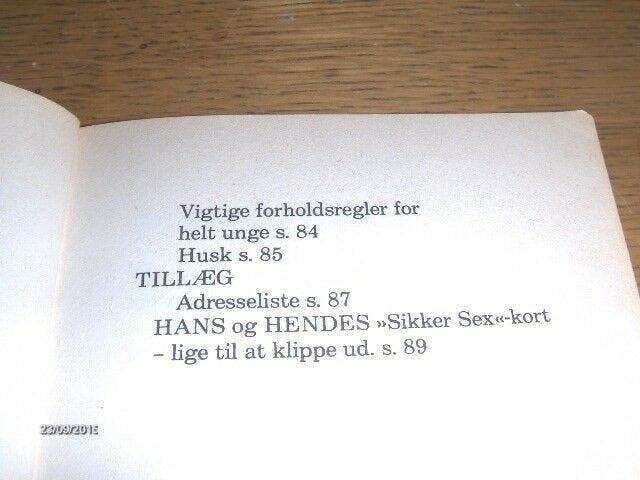 Vigtige forholdsregler for
helt unge s. 84
Husk s. 85
TILLÆG
Adresseliste s. 87
HANS og HENDES »Sikker Sex«-kort
– lige til at klippe ud. s. 89
23/09/2015